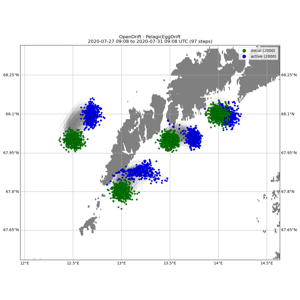 OpenDrift - PelagicEggDrift
2020-07-27 09:08 to 2020-07-31 09:08 UTC (97 steps)
initial (2000)
active (2000)
68.25°N
68.25°N
68.1°N
68.1°N
67.95°N
67.95°N
67.8°N
67.8°N
67.65°N
67.65°N
12°E
12.5°E
13°E
13.5°E
14°E
14.5°E